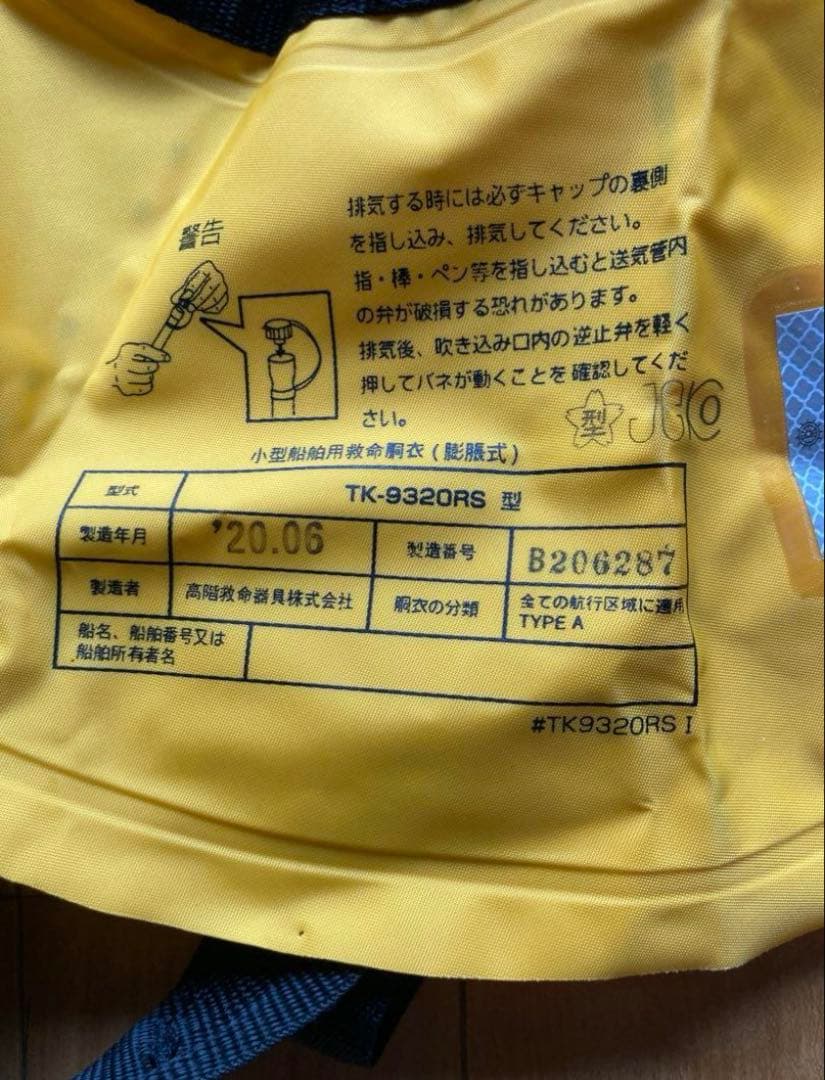 警告
排気する時には必ずキャップの裏側
を指し込み、排気してください。
指・棒・ペン等を指し込むと送気管内
の弁が破損する恐れがあります。
排気後、吹き込み口内の逆止弁を軽く
押してバネが動くことを確認してくだ
さい。
型 JCI
小型船舶用救命胴衣(膨脹式)
型式 TK-9320RS 型
製造年月 '20.06 製造番号 B206287
製造者 高階救命器具株式会社 胴衣の分類 全ての航行区域に適用
TYPE A
船名、船舶番号又は
船舶所有者名
#TK9320RS I